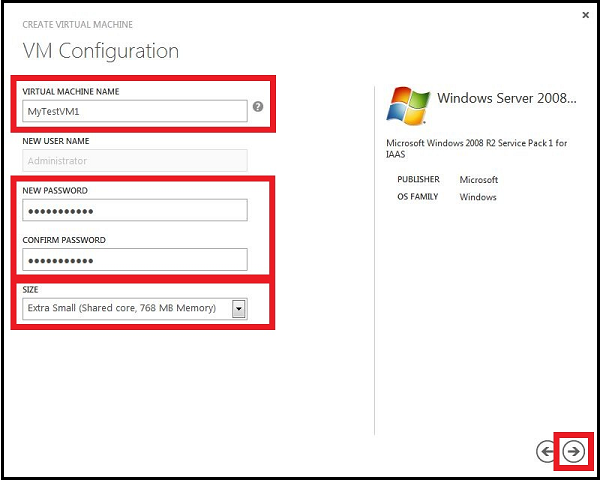 CREATE VIRTUAL MACHINE
VM Configuration
VIRTUAL MACHINE NAME
MyTestVM1
NEW USER NAME
Administrator
NEW PASSWORD
●●●●●●●●●●●
CONFIRM PASSWORD
●●●●●●●●●●●
SIZE
Extra Small (Shared core, 768 MB Memory)
Windows Server 2008...
Microsoft Windows 2008 R2 Service Pack 1 for
IAAS
PUBLISHER Microsoft
OS FAMILY Windows